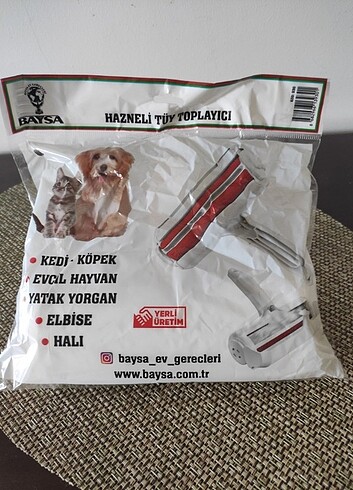 BAYSA
HAZNELİ TÜY TOPLAYICI
• KEDİ - KÖPEK
EVCİL HAYVAN
YATAK YORGAN
• ELBİSE
• HALI
YERLİ
ÜRETİM
baysa_ev_gerecleri
www.baysa.com.tr